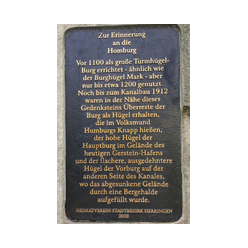 Zur Erinnerung
an die
Homburg
Vor 1100 als große Turmhügel-
Burg errichtet - ähnlich wie
der Burghügel Mark - aber
nur bis etwa 1200 genutzt
Noch bis zum Kanalbau 1912
waren in der Nähe dieses
Gedenksteins Überreste der
Burg als Hügel erhalten,
die im Volksmund
Humburgs Knapp hießen,
der hohe Hügel der
Hauptburg im Gelände des
heutigen Gerstein-Hafens
und der flachere, ausgedehntere
Hügel der Vorburg auf der
anderen Seite des Kanales,
wo das abgesunkene Gelände
durch eine Bergehalde
aufgefüllt wurde.
HEIMATVEREIN STADTBEZIRK HERRINGEN